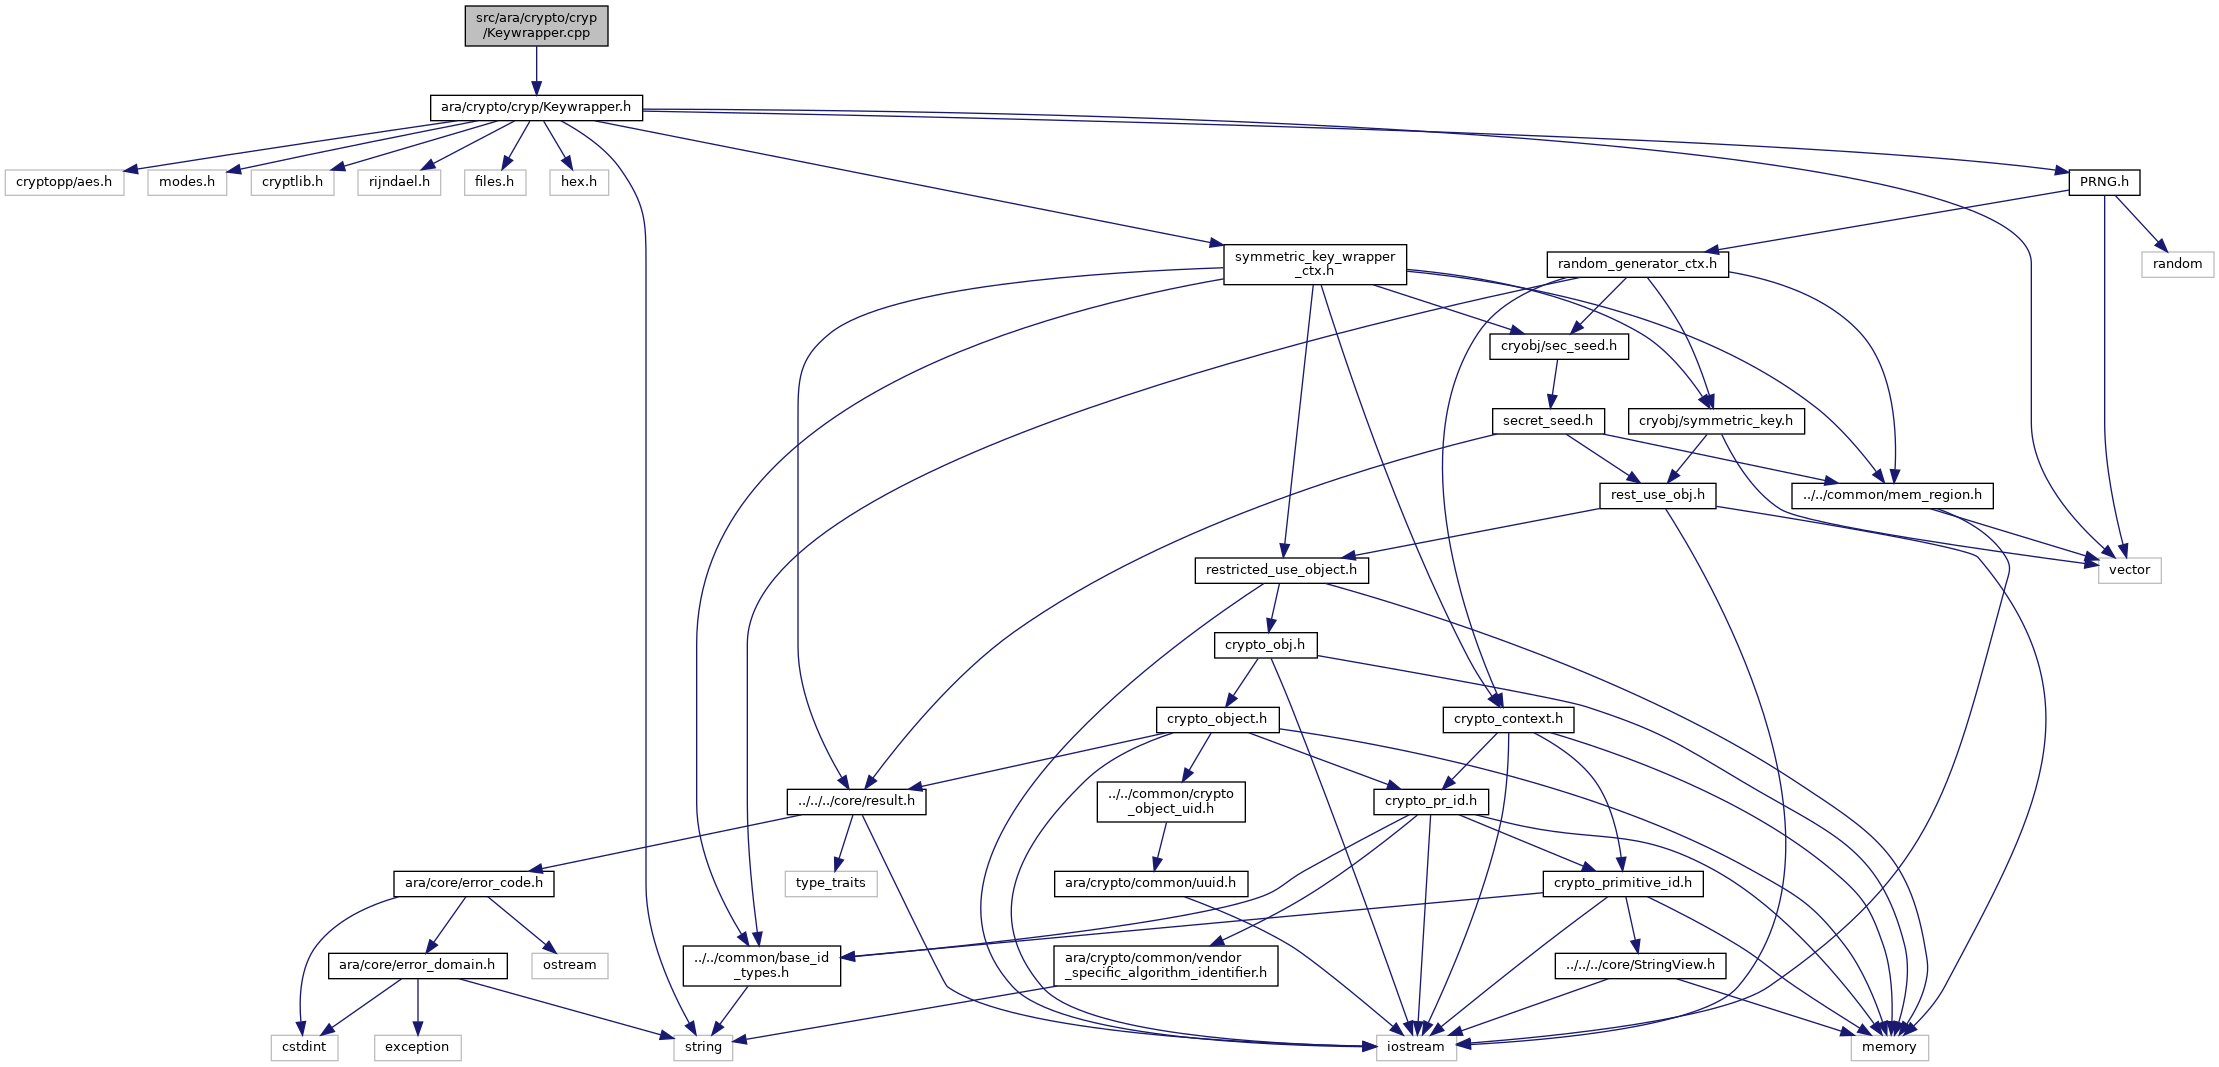 src/ara/crypto/cryp
/Keywrapper.cpp
ara/crypto/cryp/Keywrapper.h
cryptopp/aes.h
modes.h
cryptlib.h
rijndael.h
files.h
hex.h
PRNG.h
symmetric_key_wrapper
_ctx.h
random_generator_ctx.h
random
cryobj/sec_seed.h
secret_seed.h
cryobj/symmetric_key.h
rest_use_obj.h
../../common/mem_region.h
restricted_use_object.h
vector
crypto_obj.h
crypto_object.h
crypto_context.h
../../../core/result.h
../../common/crypto
_object_uid.h
crypto_pr_id.h
ara/core/error_code.h
type_traits
ara/crypto/common/uuid.h
crypto_primitive_id.h
ara/core/error_domain.h
ostream
../../common/base_id
_types.h
ara/crypto/common/vendor
_specific_algorithm_identifier.h
../../../core/StringView.h
cstdint
exception
string
iostream
memory